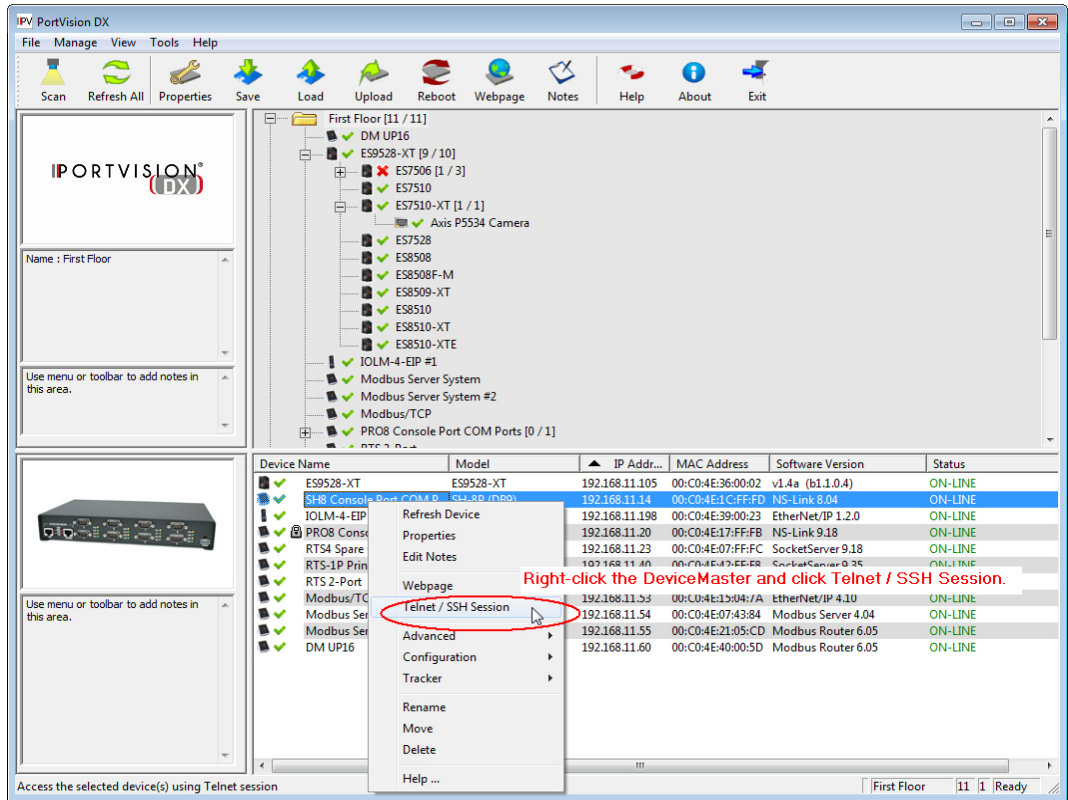 PortVision DX
File Manage View Tools Help
Scan Refresh All Properties Save Load Upload Reboot Webpage Notes Help About Exit
PORTVISION® DX
Name : First Floor
Use menu or toolbar to add notes in
this area.
First Floor [11 / 11]
DM UP16
ES9528-XT [9 / 10]
ES7506 [1 / 3]
ES7510
ES7510-XT [1 / 1]
Axis P5534 Camera
ES7528
ES8508
ES8508F-M
ES8509-XT
ES8510
ES8510-XT
ES8510-XTE
IOLM-4-EIP #1
Modbus Server System
Modbus Server System #2
Modbus/TCP
PRO8 Console Port COM Ports [0 / 1]
Use menu or toolbar to add notes in
this area.
Device Name Model IP Addr... MAC Address Software Version Status
ES9528-XT ES9528-XT 192.168.11.105 00:C0:4E:36:00:02 v1.4a (b1.1.0.4) ON-LINE
SH8 Console Port COM P... SH-8P (DB9) 192.168.11.14 00:C0:4E:1C:FF:FD NS-Link 8.04 ON-LINE
IOLM-4-EIP 192.168.11.198 00:C0:4E:39:00:23 EtherNet/IP 1.2.0 ON-LINE
PRO8 Conso 192.168.11.20 00:C0:4E:17:FF:FB NS-Link 9.18 ON-LINE
RTS4 Spare 192.168.11.23 00:C0:4E:07:FF:FC SocketServer 9.18 ON-LINE
RTS-1P Prin 192.168.11.40 00:C0:4E:42:FF:F8 SocketServer 9.35 ON-LINE
RTS 2-Port
Modbus/TC 192.168.11.53 00:C0:4E:15:04:7A EtherNet/IP 4.10 ON-LINE
Modbus Ser 192.168.11.54 00:C0:4E:07:43:84 Modbus Server 4.04 ON-LINE
Modbus Ser 192.168.11.55 00:C0:4E:21:05:CD Modbus Router 6.05 ON-LINE
DM UP16 192.168.11.60 00:C0:4E:40:00:5D Modbus Router 6.05 ON-LINE
Refresh Device
Properties
Edit Notes
Webpage
Telnet / SSH Session
Advanced
Configuration
Tracker
Rename
Move
Delete
Help ...
Right-click the DeviceMaster and click Telnet / SSH Session.
Access the selected device(s) using Telnet session
First Floor 11 1 Ready